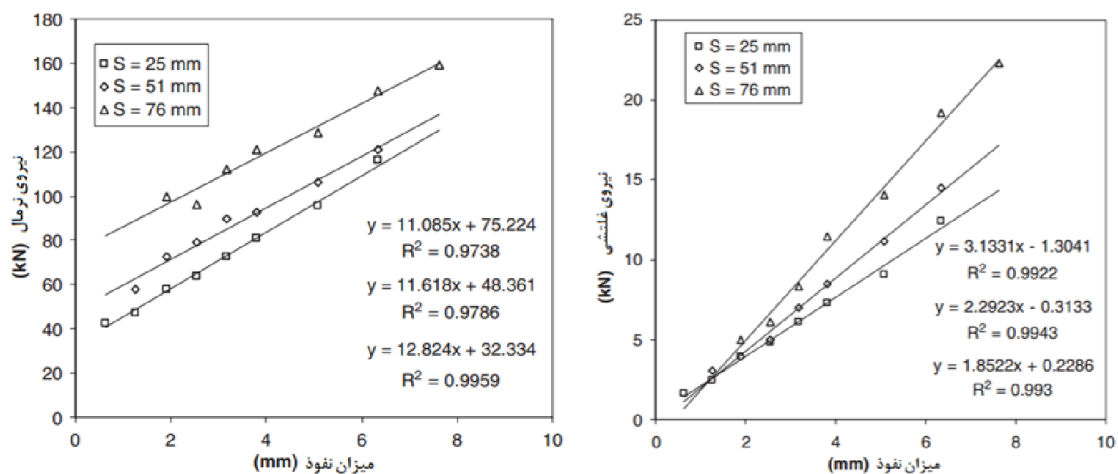 180
160
140
120
100
80
60
40
20
0
S = 25 mm
S = 51 mm
S = 76 mm
y = 11.085x + 75.224
R² = 0.9738
y = 11.618x + 48.361
R² = 0.9786
y = 12.824x + 32.334
R² = 0.9959
نیروی نرمال (kN)
0 2 4 6 8 10
میزان نفوذ (mm)
25
20
15
10
5
0
S = 25 mm
S = 51 mm
S = 76 mm
y = 3.1331x - 1.3041
R² = 0.9922
y = 2.2923x - 0.3133
R² = 0.9943
y = 1.8522x + 0.2286
R² = 0.993
نیروی غلتشی (kN)
0 2 4 6 8 10
میزان نفوذ (mm)